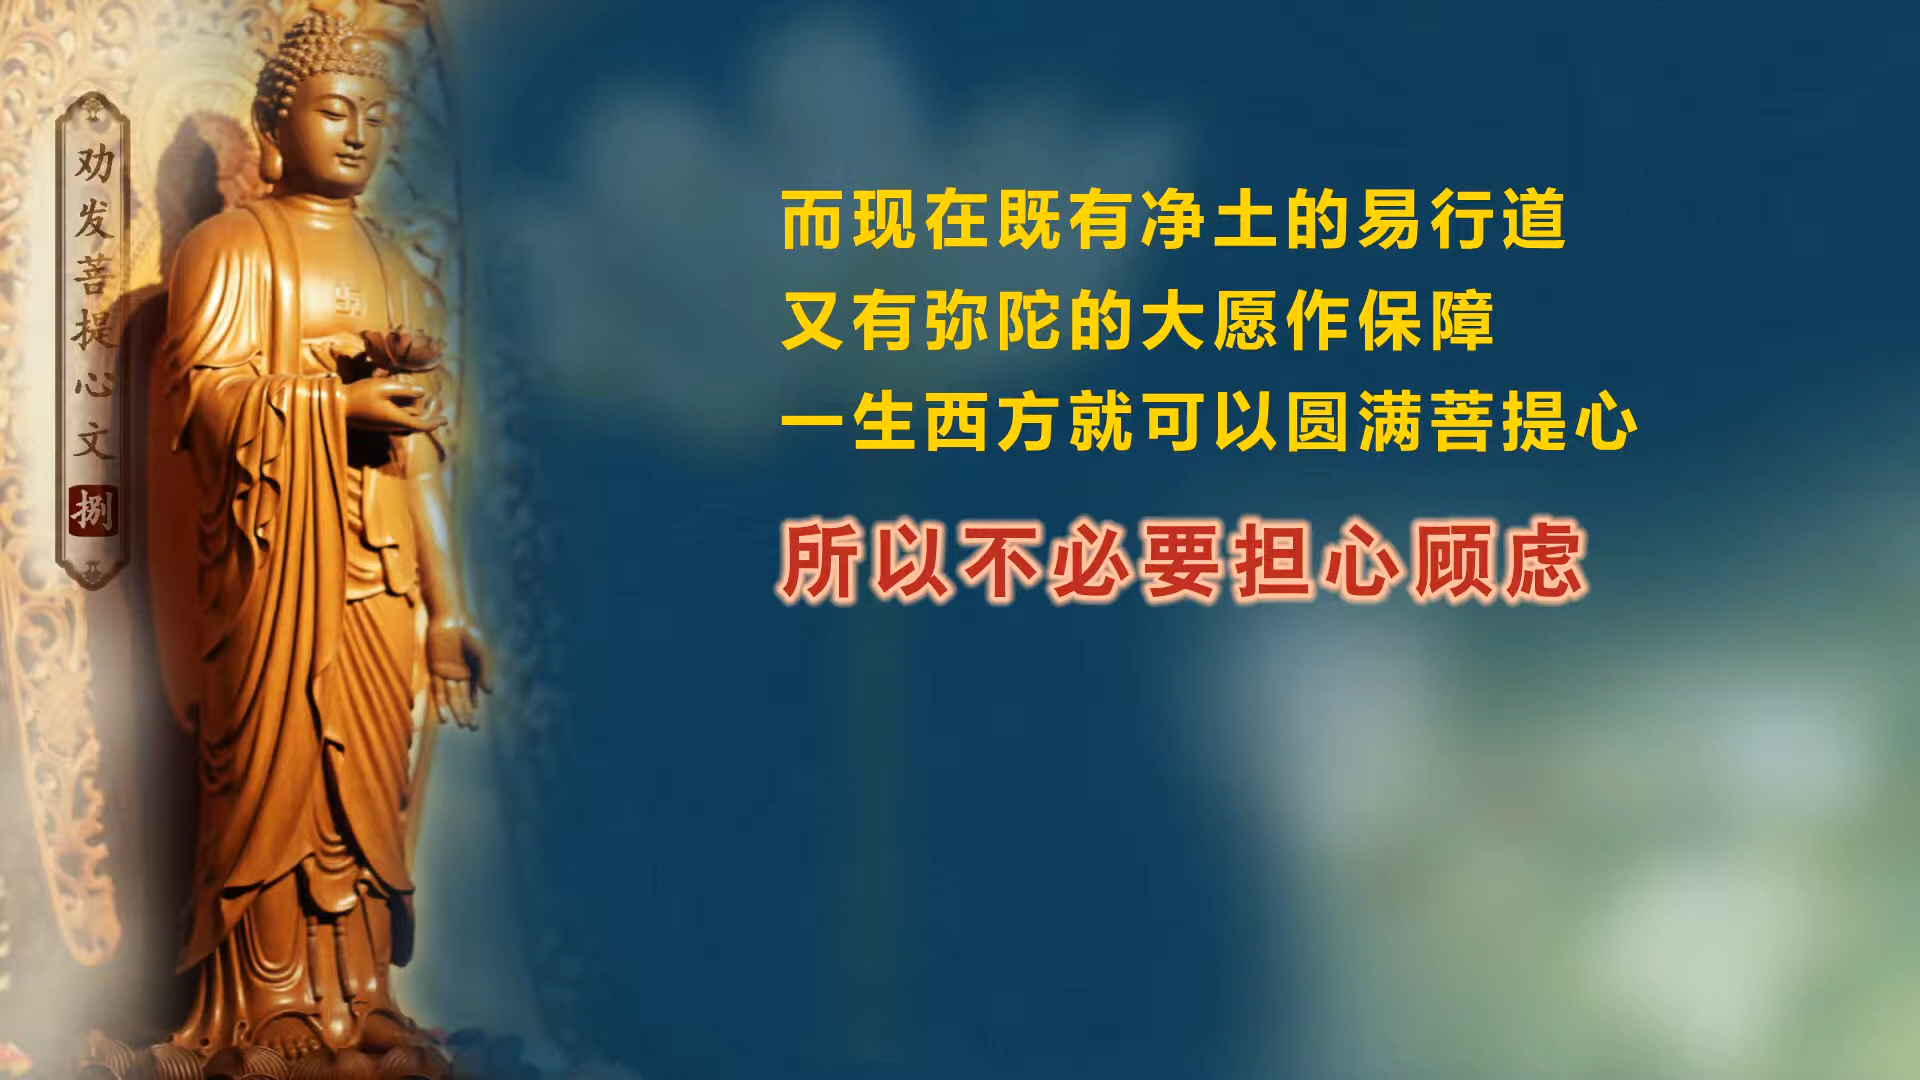 劝发菩提心文 捌
而现在既有净土的易行道
又有弥陀的大愿作保障
一生西方就可以圆满菩提心
所以不必要担心顾虑